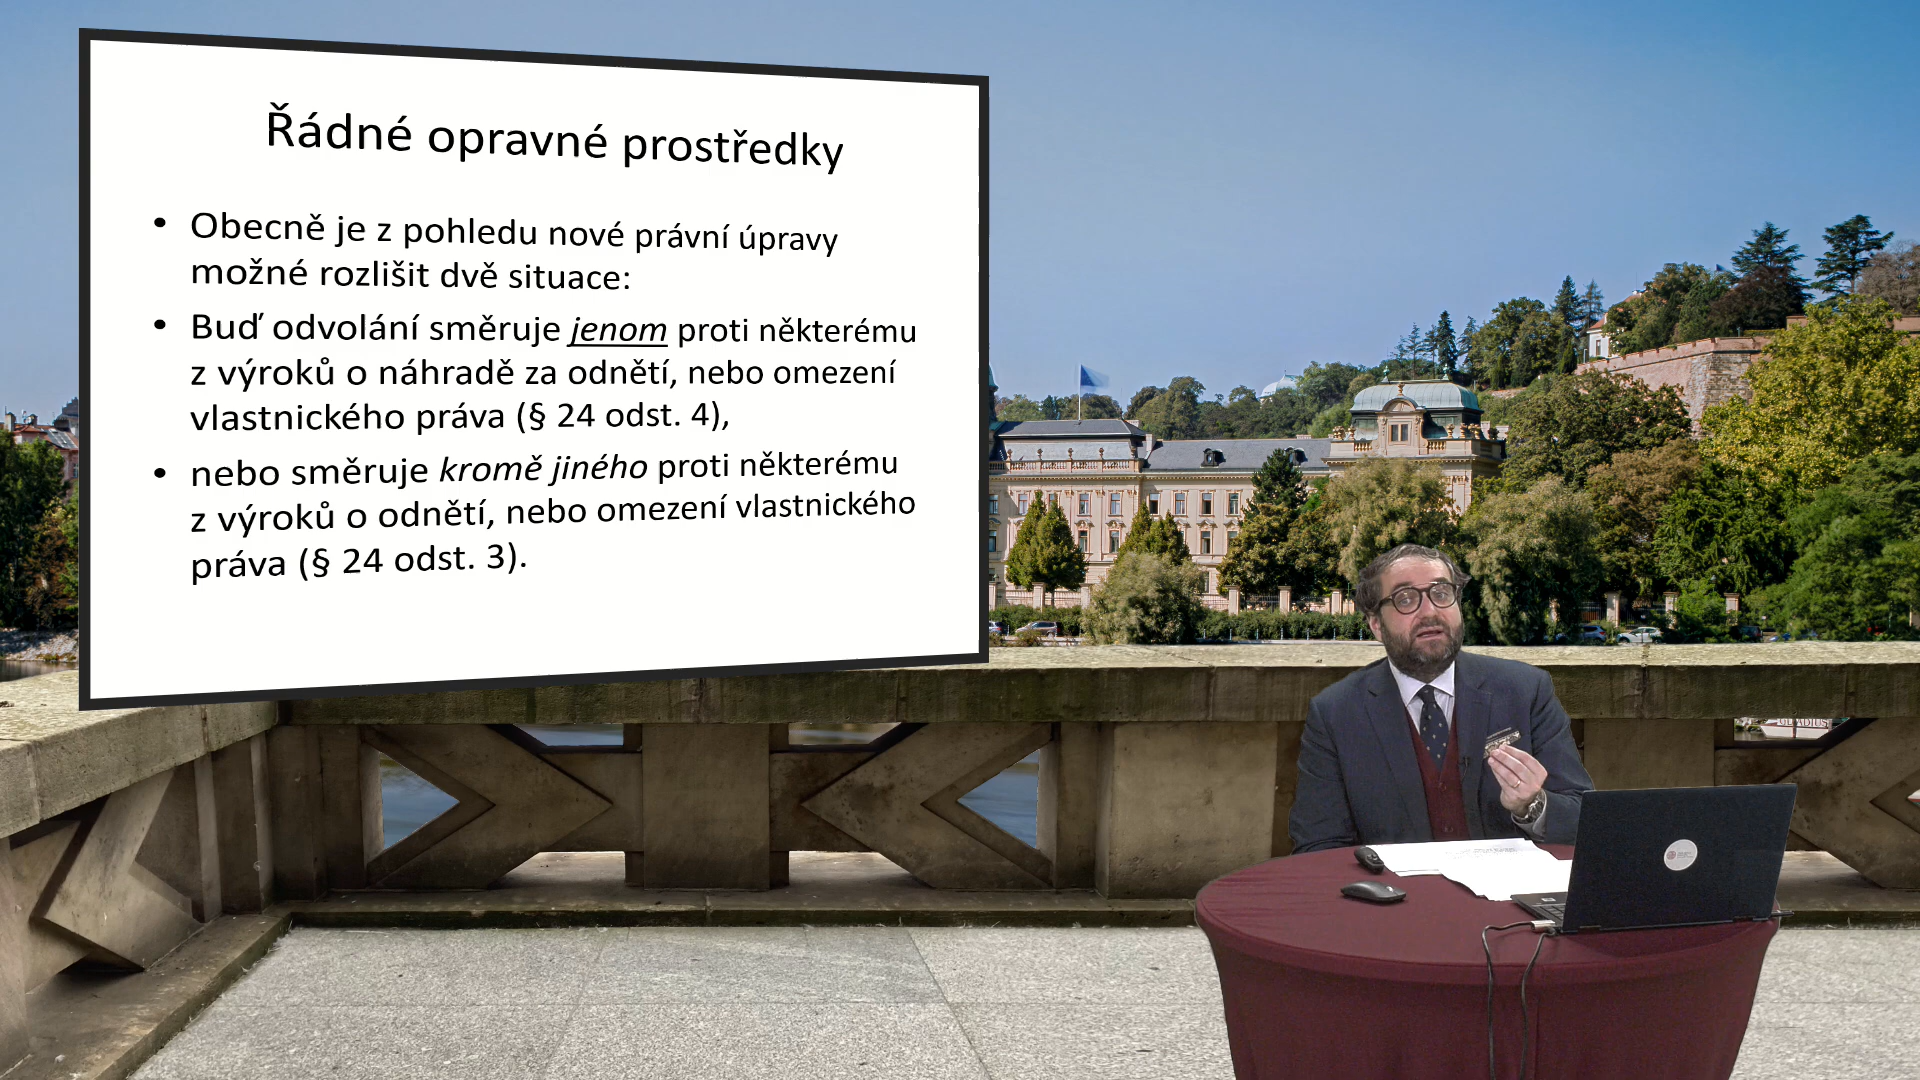 Řádné opravné prostředky
• Obecně je z pohledu nové právní úpravy
možné rozlišit dvě situace:
• Buď odvolání směruje jenom proti některému
z výroků o náhradě za odnětí, nebo omezení
vlastnického práva (§ 24 odst. 4),
• nebo směruje kromě jiného proti některému
z výroků o odnětí, nebo omezení vlastnického
práva (§ 24 odst. 3).
GLADIUS